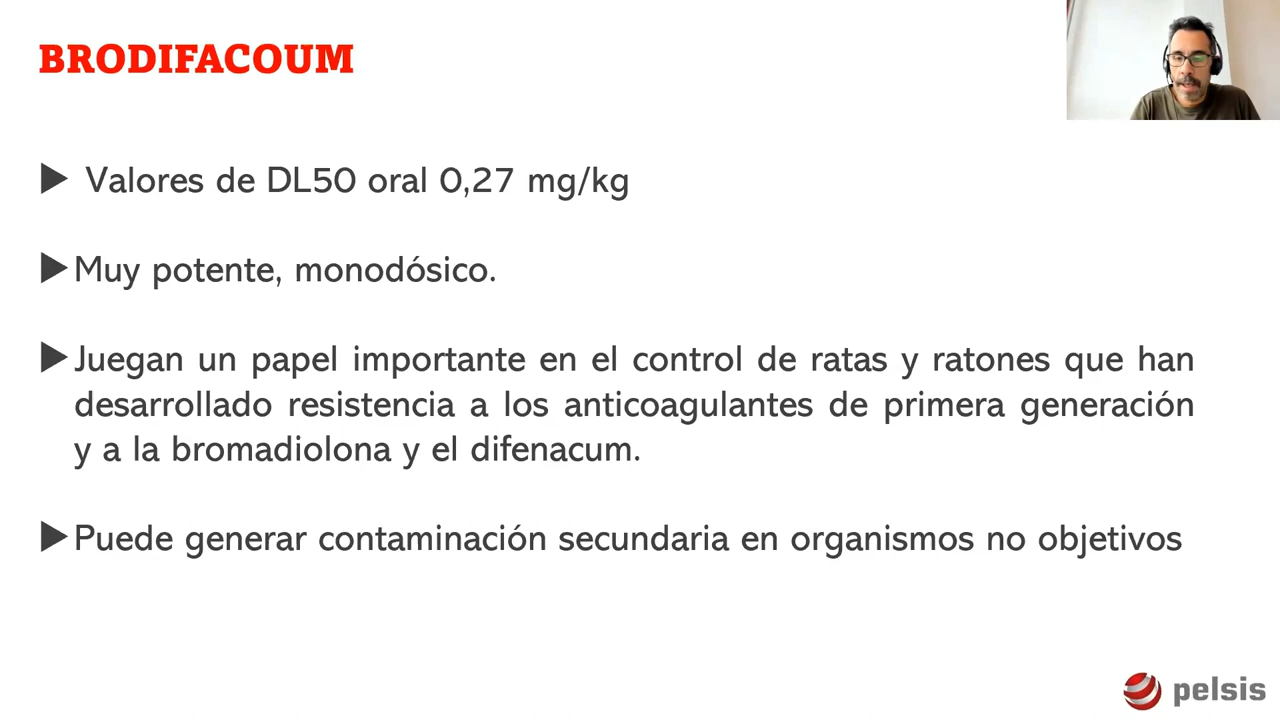 BRODIFACOUM
Valores de DL50 oral 0,27 mg/kg
Muy potente, monodósico.
Juegan un papel importante en el control de ratas y ratones que han
desarrollado resistencia a los anticoagulantes de primera generación
y a la bromadiolona y el difenacum.
Puede generar contaminación secundaria en organismos no objetivos
pelsis